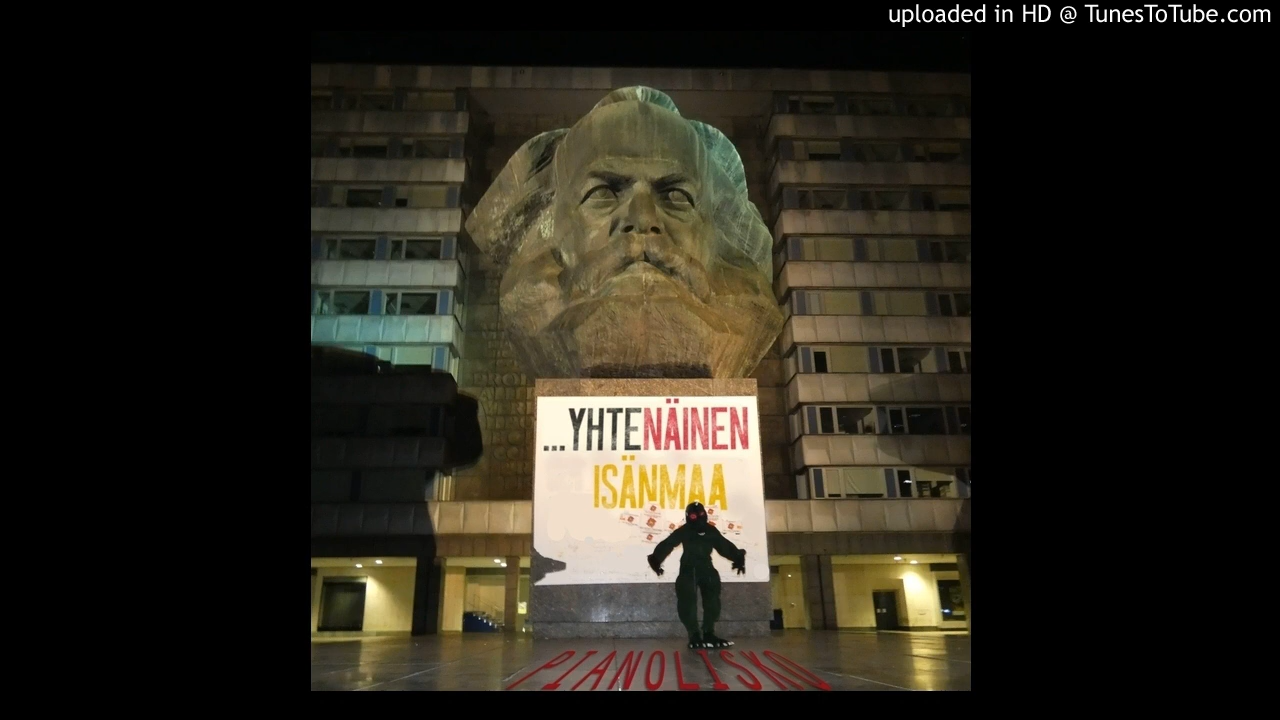 uploaded in HD @ TunesToTube.com
...YHTENÄINEN
ISÄNMAA
PIANOLISKO